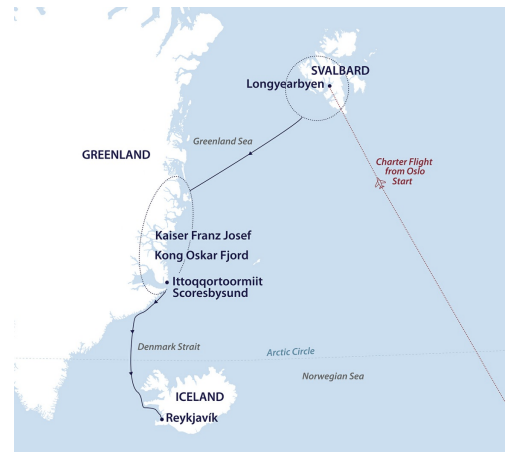 SVALBARD
Longyearbyen
Greenland Sea
GREENLAND
Charter Flight
from Oslo
Start
Kaiser Franz Josef
Kong Oskar Fjord
Ittoqqortoormiit
Scoresbysund
Denmark Strait
Arctic Circle
Norwegian Sea
ICELAND
Reykjavík